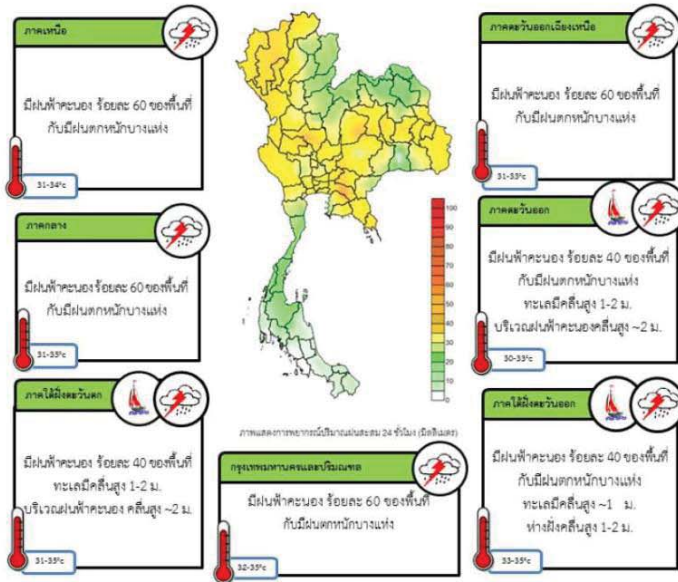 ภาคเหนือ
มีฝนฟ้าคะนอง ร้อยละ 60 ของพื้นที่
กับมีฝนตกหนักบางแห่ง
31-34°c
ภาคกลาง
มีฝนฟ้าคะนอง ร้อยละ 60 ของพื้นที่
กับมีฝนตกหนักบางแห่ง
31-35°c
ภาคใต้ฝั่งตะวันตก
มีฝนฟ้าคะนอง ร้อยละ 40 ของพื้นที่
ทะเลมีคลื่นสูง 1-2 ม.
บริเวณฝนฟ้าคะนอง คลื่นสูง ~2 ม.
31-35°c
100
90
80
70
60
50
40
30
20
10
0
ภาพแสดงการพยากรณ์ปริมาณฝนสะสม 24 ชั่วโมง (มิลลิเมตร)
กรุงเทพมหานครและปริมณฑล
มีฝนฟ้าคะนอง ร้อยละ 60 ของพื้นที่
กับมีฝนตกหนักบางแห่ง
32-35°c
ภาคตะวันออกเฉียงเหนือ
มีฝนฟ้าคะนอง ร้อยละ 60 ของพื้นที่
กับมีฝนตกหนักบางแห่ง
31-33°c
ภาคตะวันออก
มีฝนฟ้าคะนอง ร้อยละ 40 ของพื้นที่
กับมีฝนตกหนักบางแห่ง
ทะเลมีคลื่นสูง 1-2 ม.
บริเวณฝนฟ้าคะนองคลื่นสูง ~2 ม.
30-33°c
ภาคใต้ฝั่งตะวันออก
มีฝนฟ้าคะนอง ร้อยละ 40 ของพื้นที่
กับมีฝนตกหนักบางแห่ง
ทะเลมีคลื่นสูง ~1 ม.
ห่างฝั่งคลื่นสูง 1-2 ม.
33-35°c